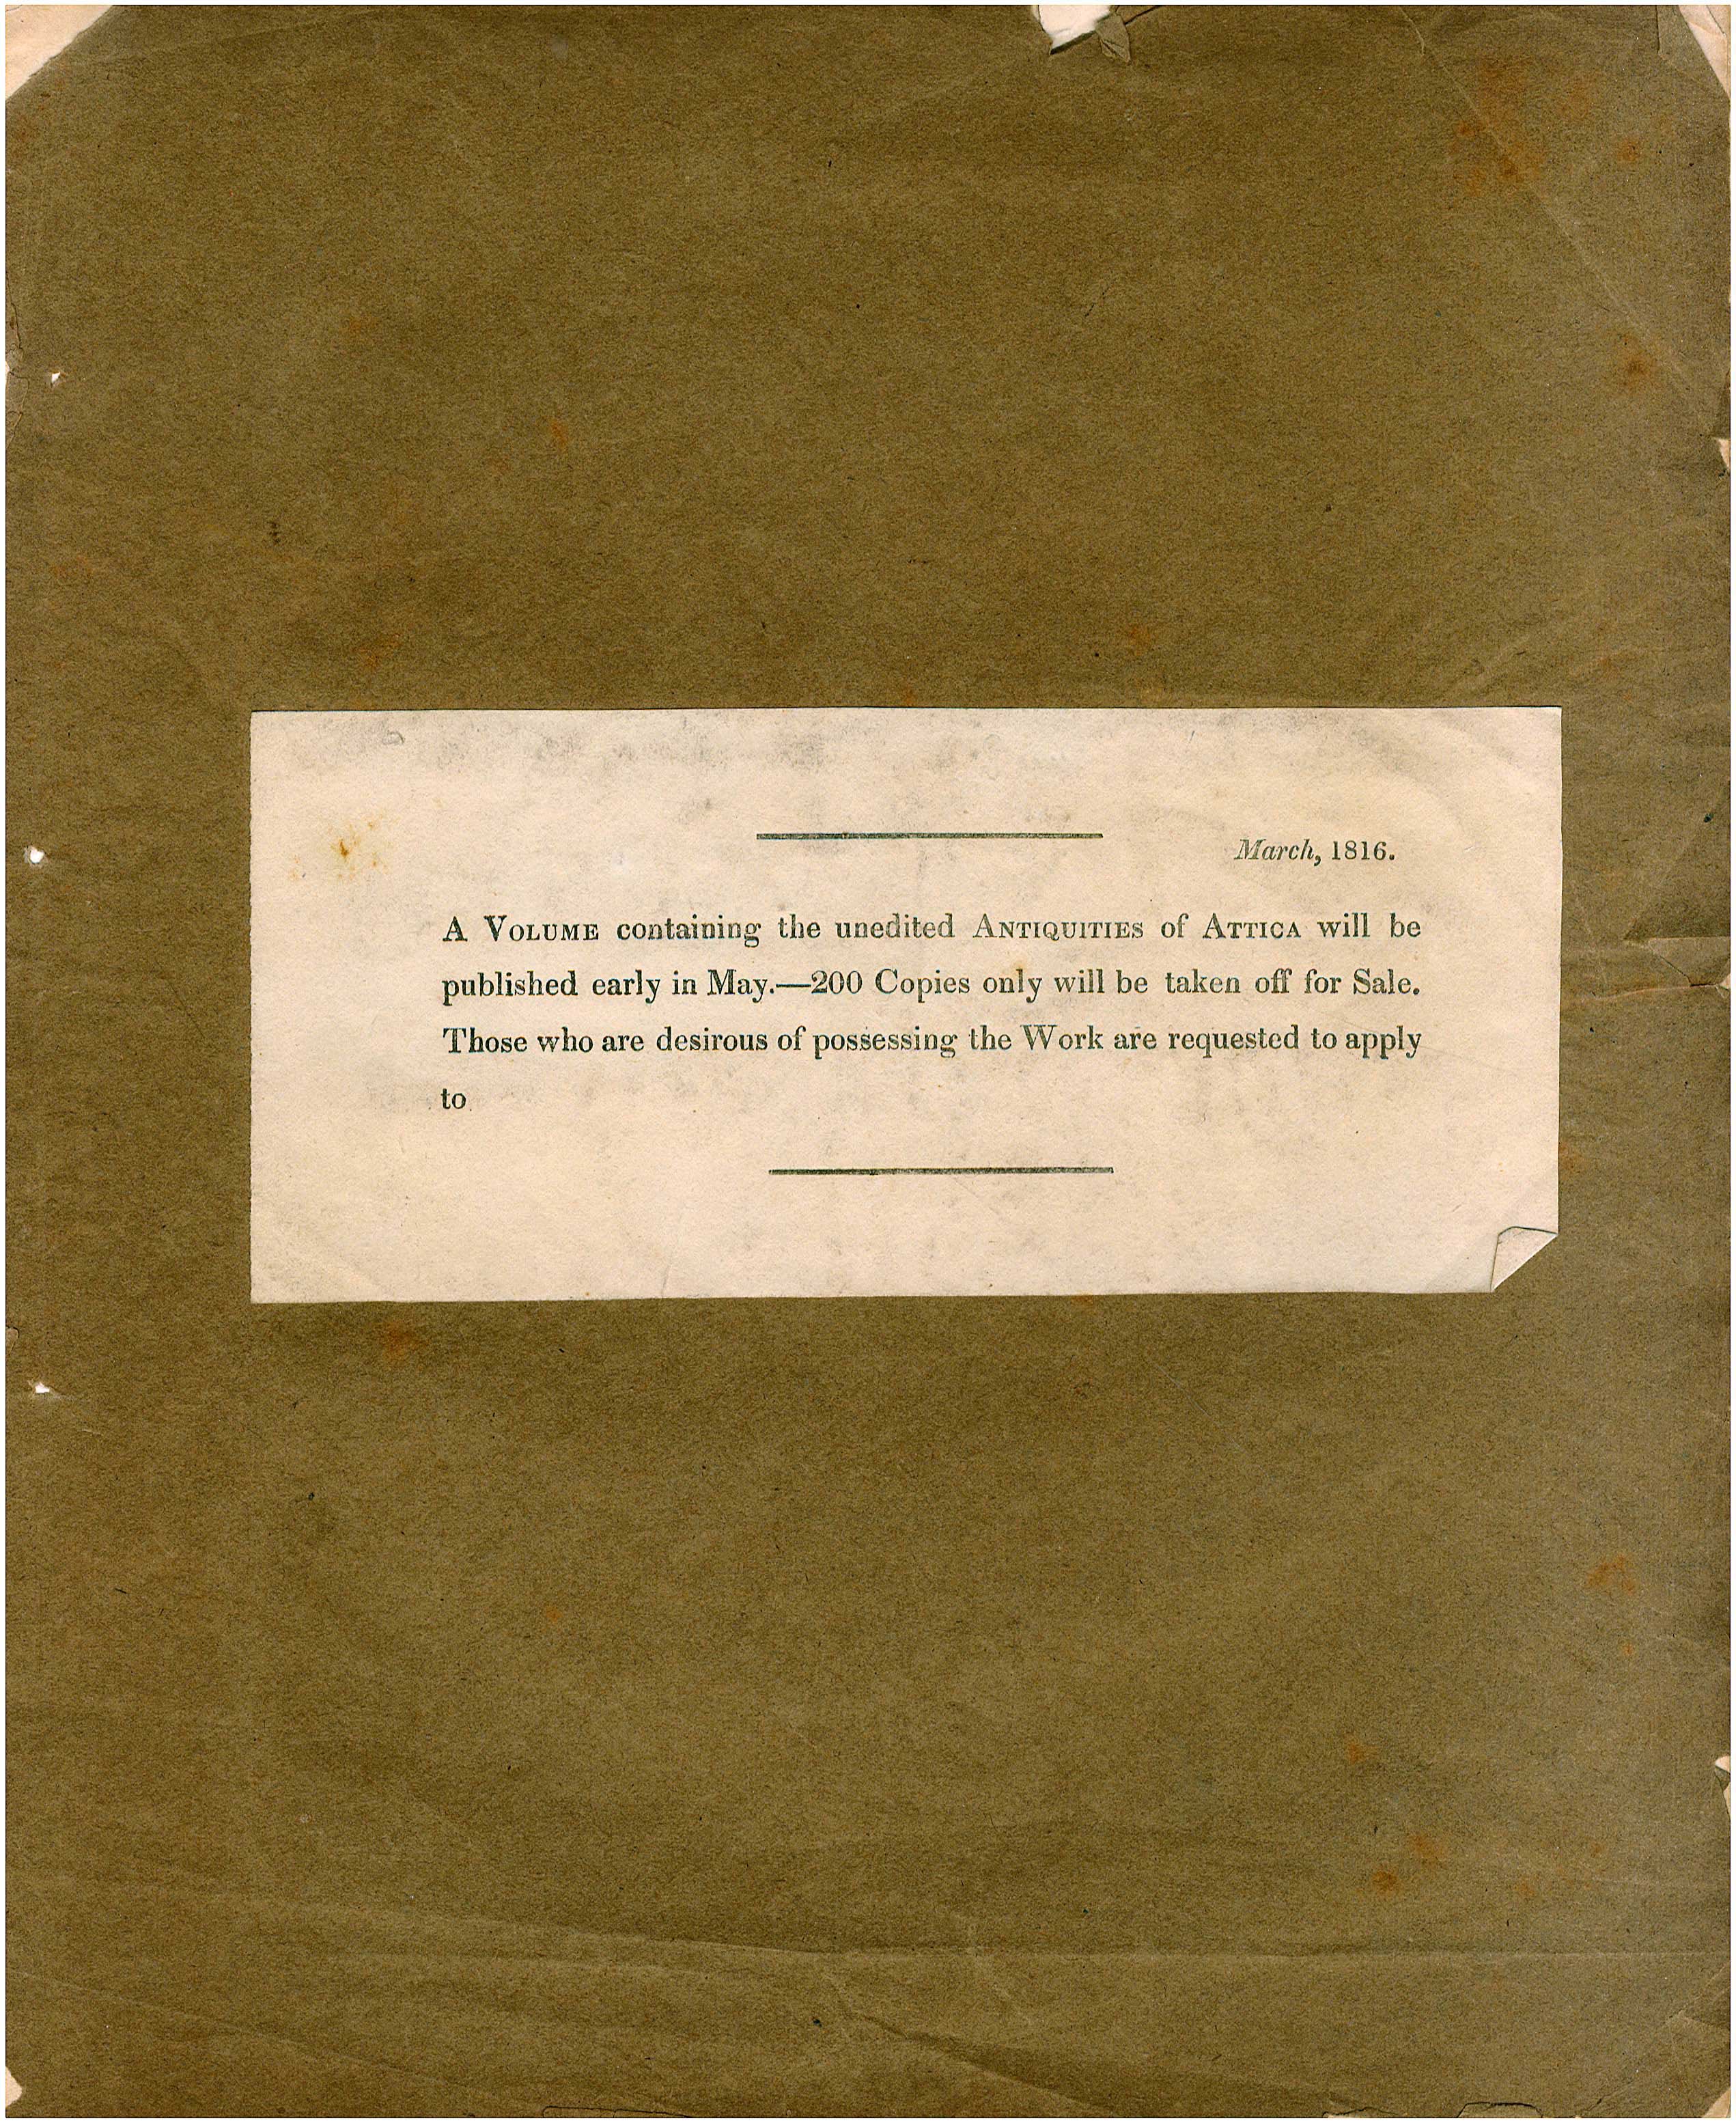 March, 1816.
A VOLUME containing the unedited ANTIQUITIES of ATTICA will be
published early in May.—200 Copies only will be taken off for Sale.
Those who are desirous of possessing the Work are requested to apply
to